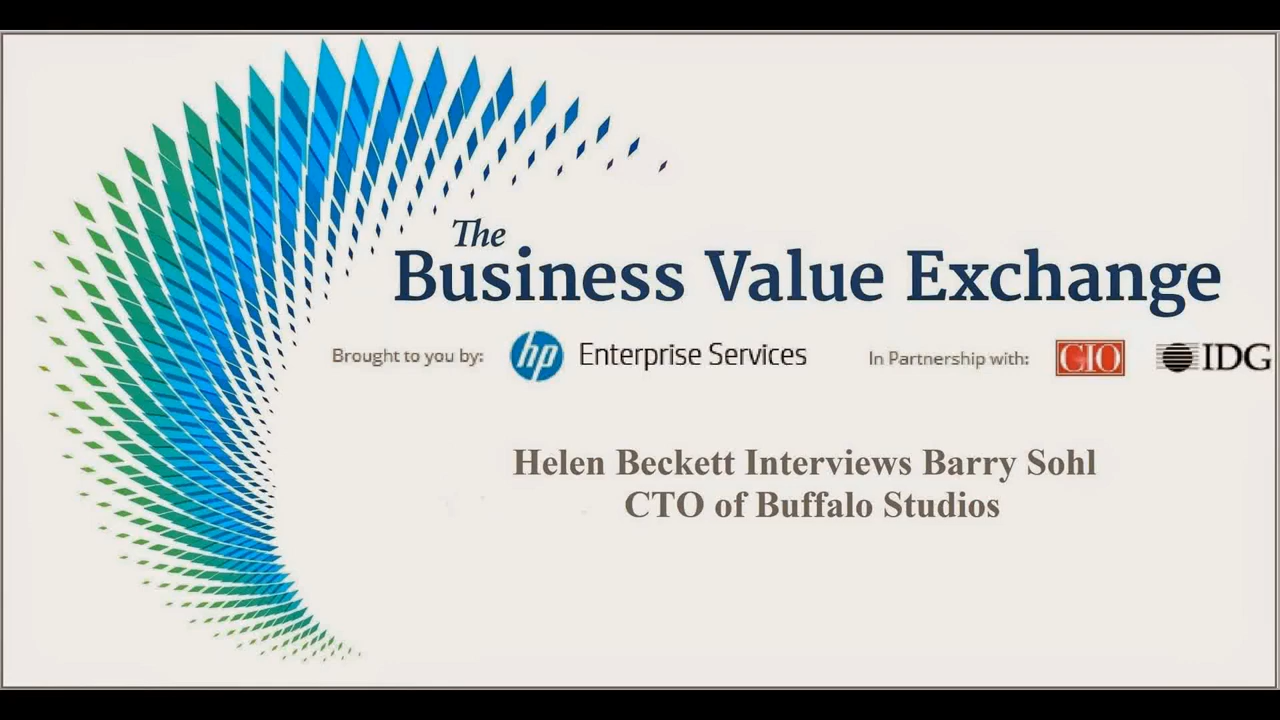 The
Business Value Exchange
Brought to you by: hp Enterprise Services In Partnership with: CIO IDG
Helen Beckett Interviews Barry Sohl
CTO of Buffalo Studios